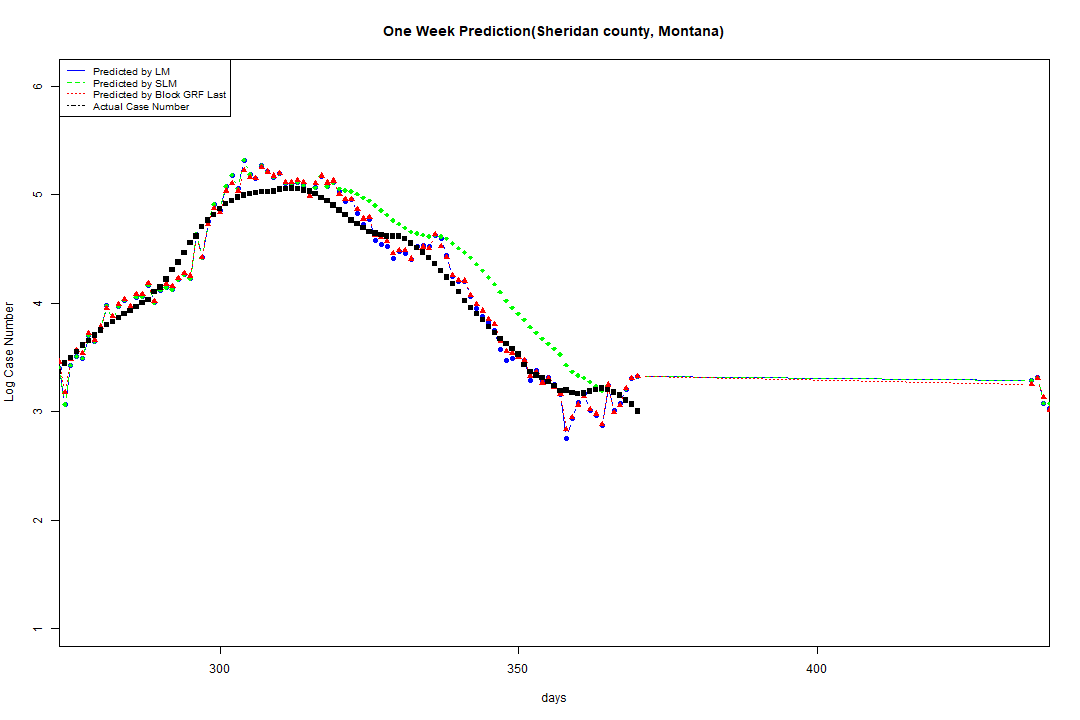 One Week Prediction(Sheridan county, Montana)
Predicted by LM
Predicted by SLM
Predicted by Block GRF Last
Actual Case Number
6
5
4
3
2
1
Log Case Number
300
350
400
days